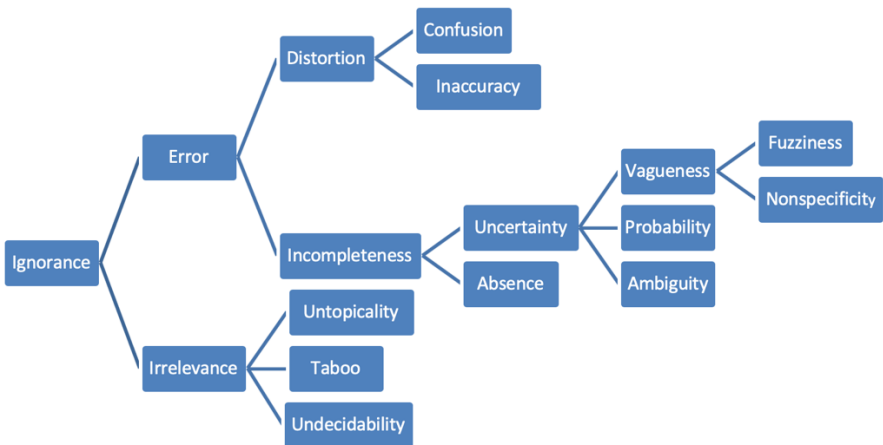 Ignorance
Error
Distortion
Confusion
Inaccuracy
Incompleteness
Uncertainty
Vagueness
Fuzziness
Nonspecificity
Probability
Ambiguity
Absence
Irrelevance
Untopicality
Taboo
Undecidability